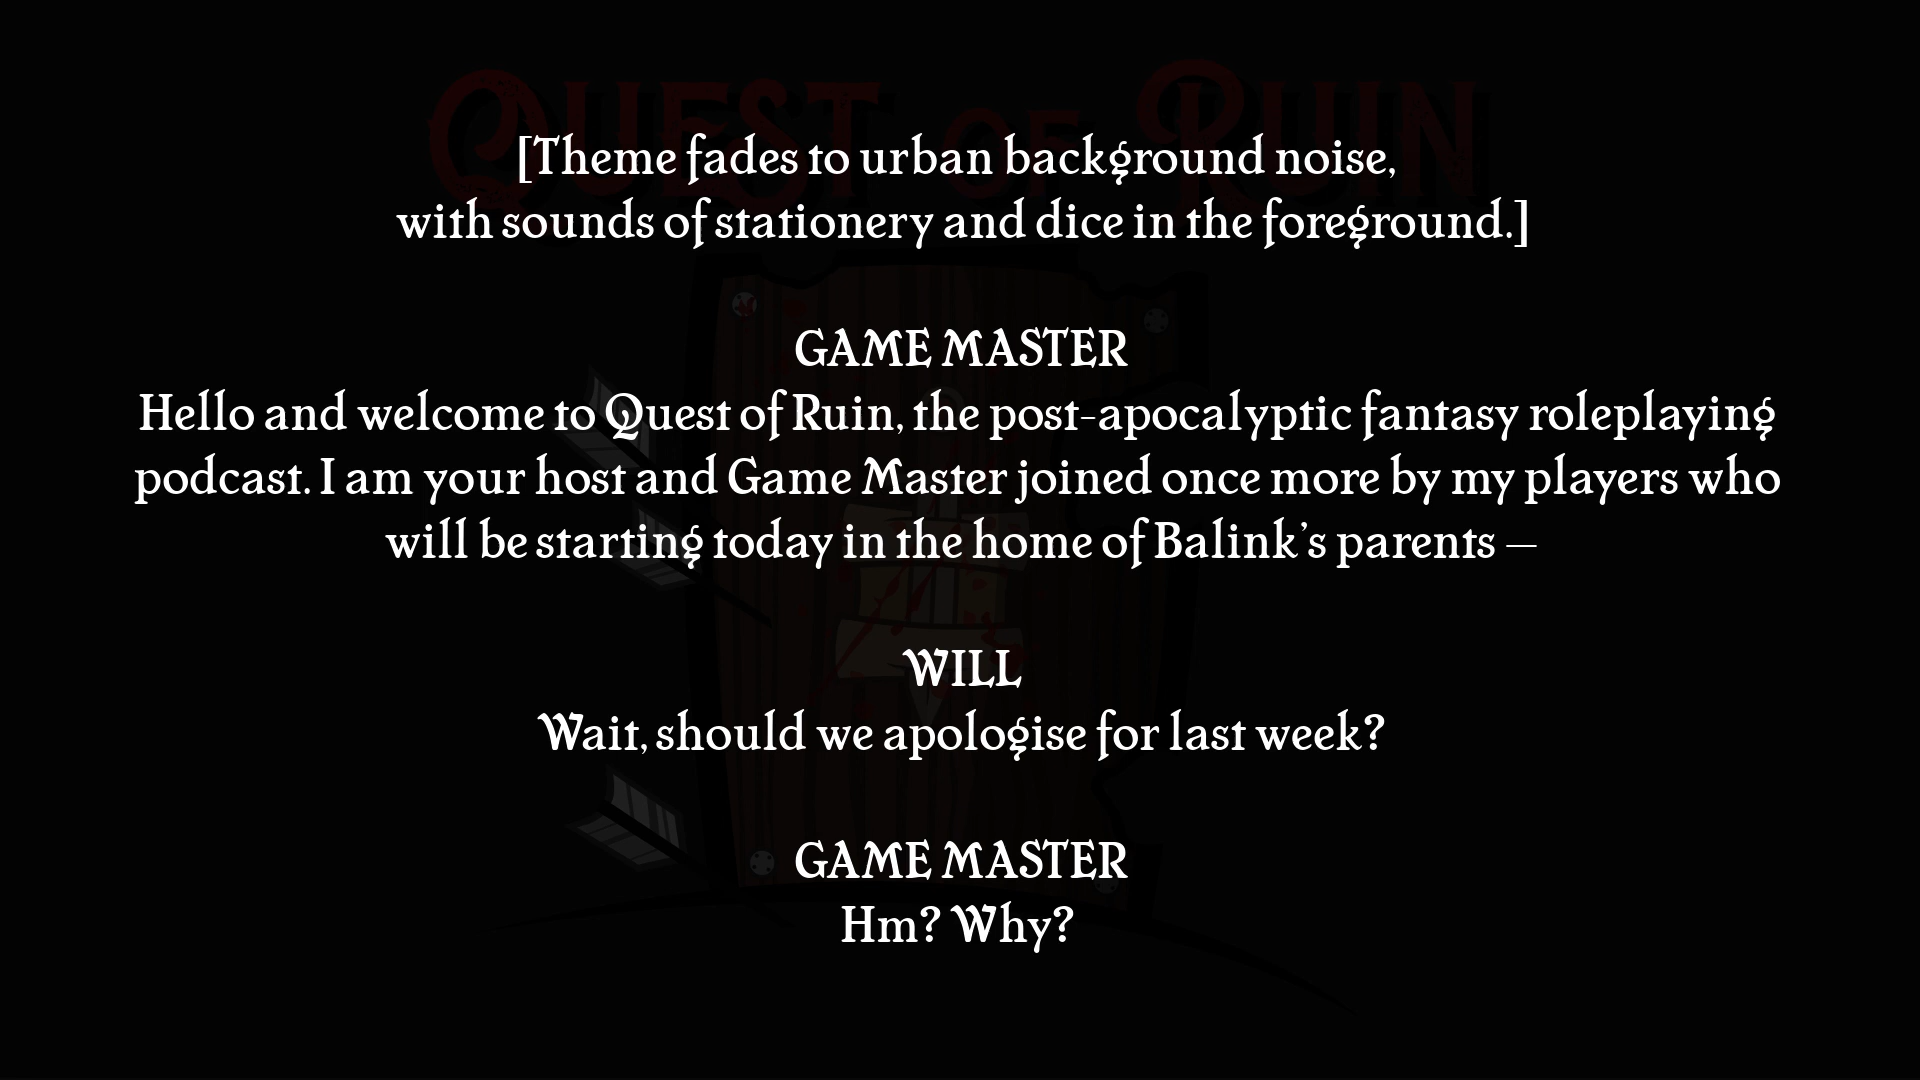 QUEST OF RUIN
[Theme fades to urban background noise,
with sounds of stationery and dice in the foreground.]
GAME MASTER
Hello and welcome to Quest of Ruin, the post-apocalyptic fantasy roleplaying
podcast. I am your host and Game Master joined once more by my players who
will be starting today in the home of Balink's parents —
WILL
Wait, should we apologise for last week?
GAME MASTER
Hm? Why?